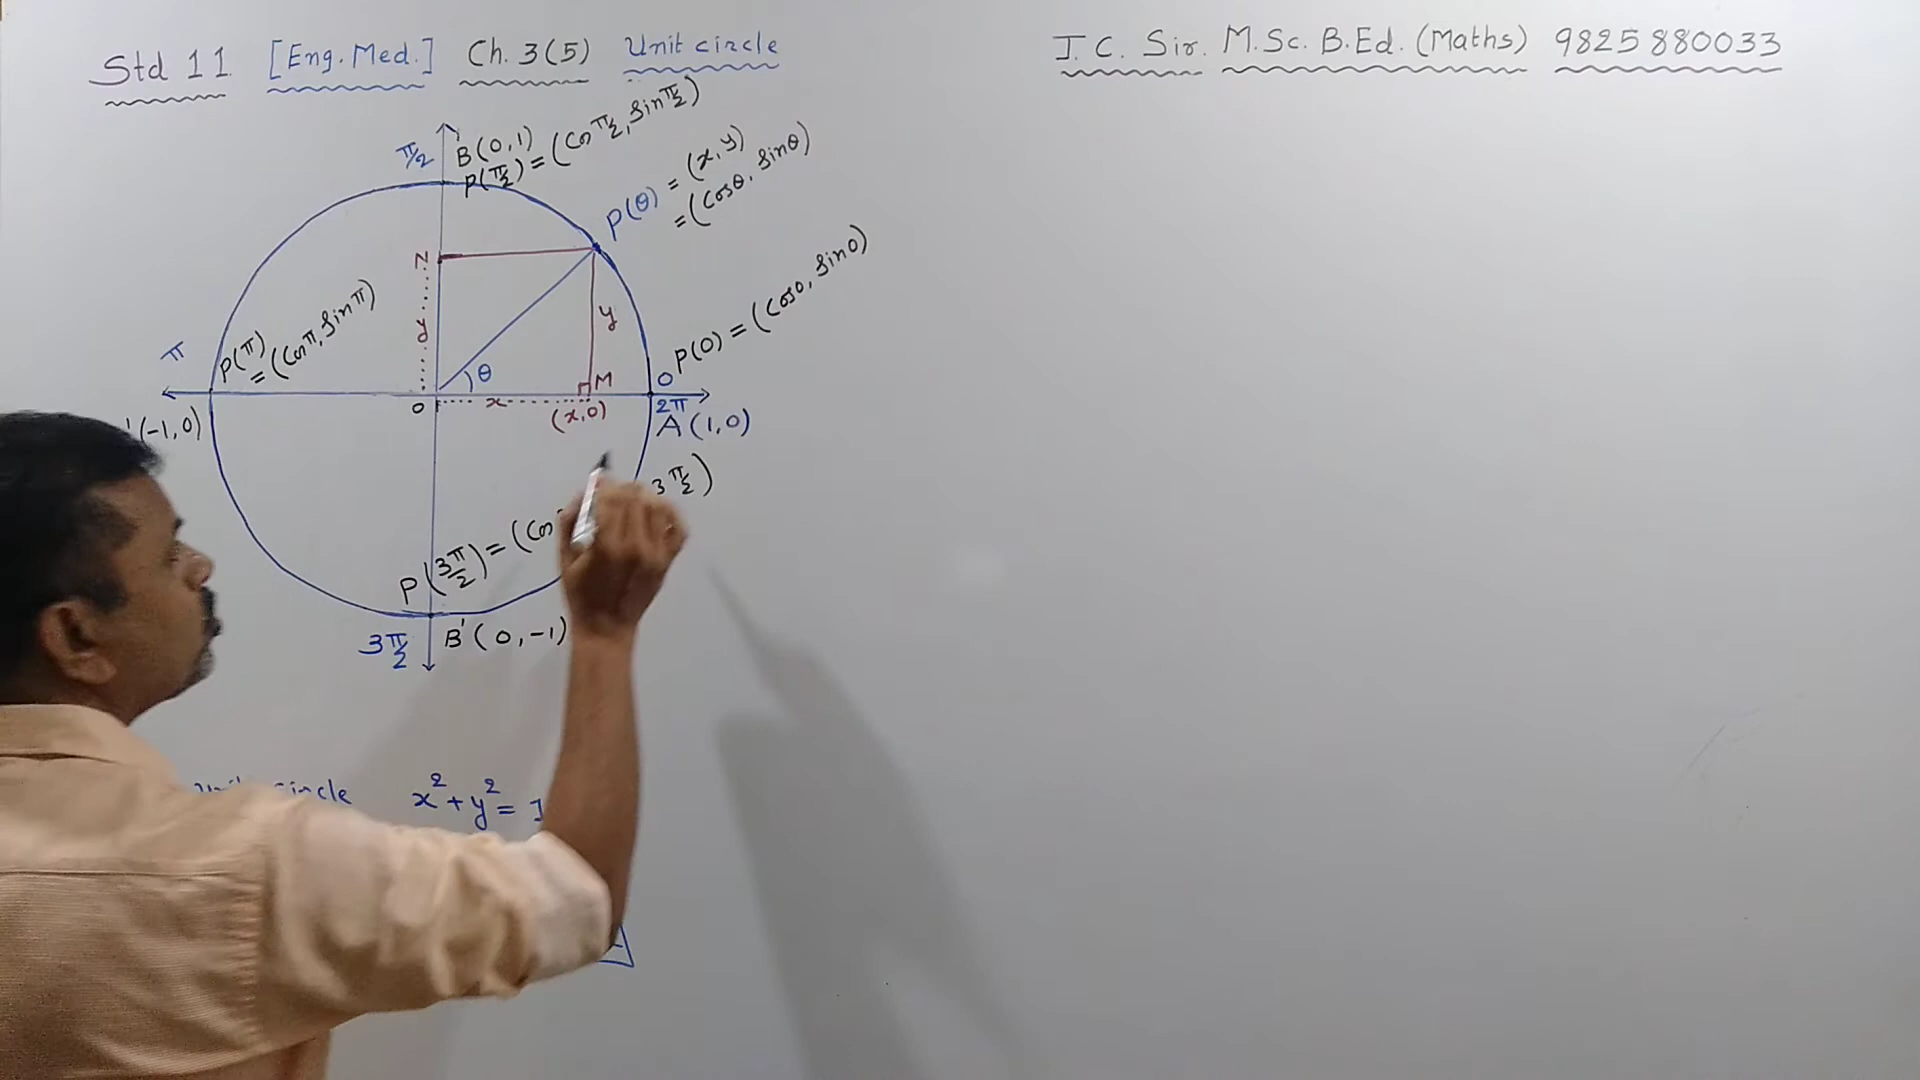 Std 11 [Eng. Med.] Ch. 3(5) Unit circle
J. C. Sir. M.Sc. B.Ed. (Maths) 9825880033
π/2
B(0,1)
P(π/2) = (Cos π/2, Sin π/2)
P(θ) = (x, y)
= (Cosθ, Sinθ)
N
y
y
π
P(π)
= (Cosπ, Sinπ)
P(0) = (Cos0, Sin0)
θ
M
O
2π
0
x
(x,0)
A(1,0)
(-1,0)
P(3π/2) = (Cos 3π/2)
3π/2
B'(0,-1)
circle x² + y² = 1